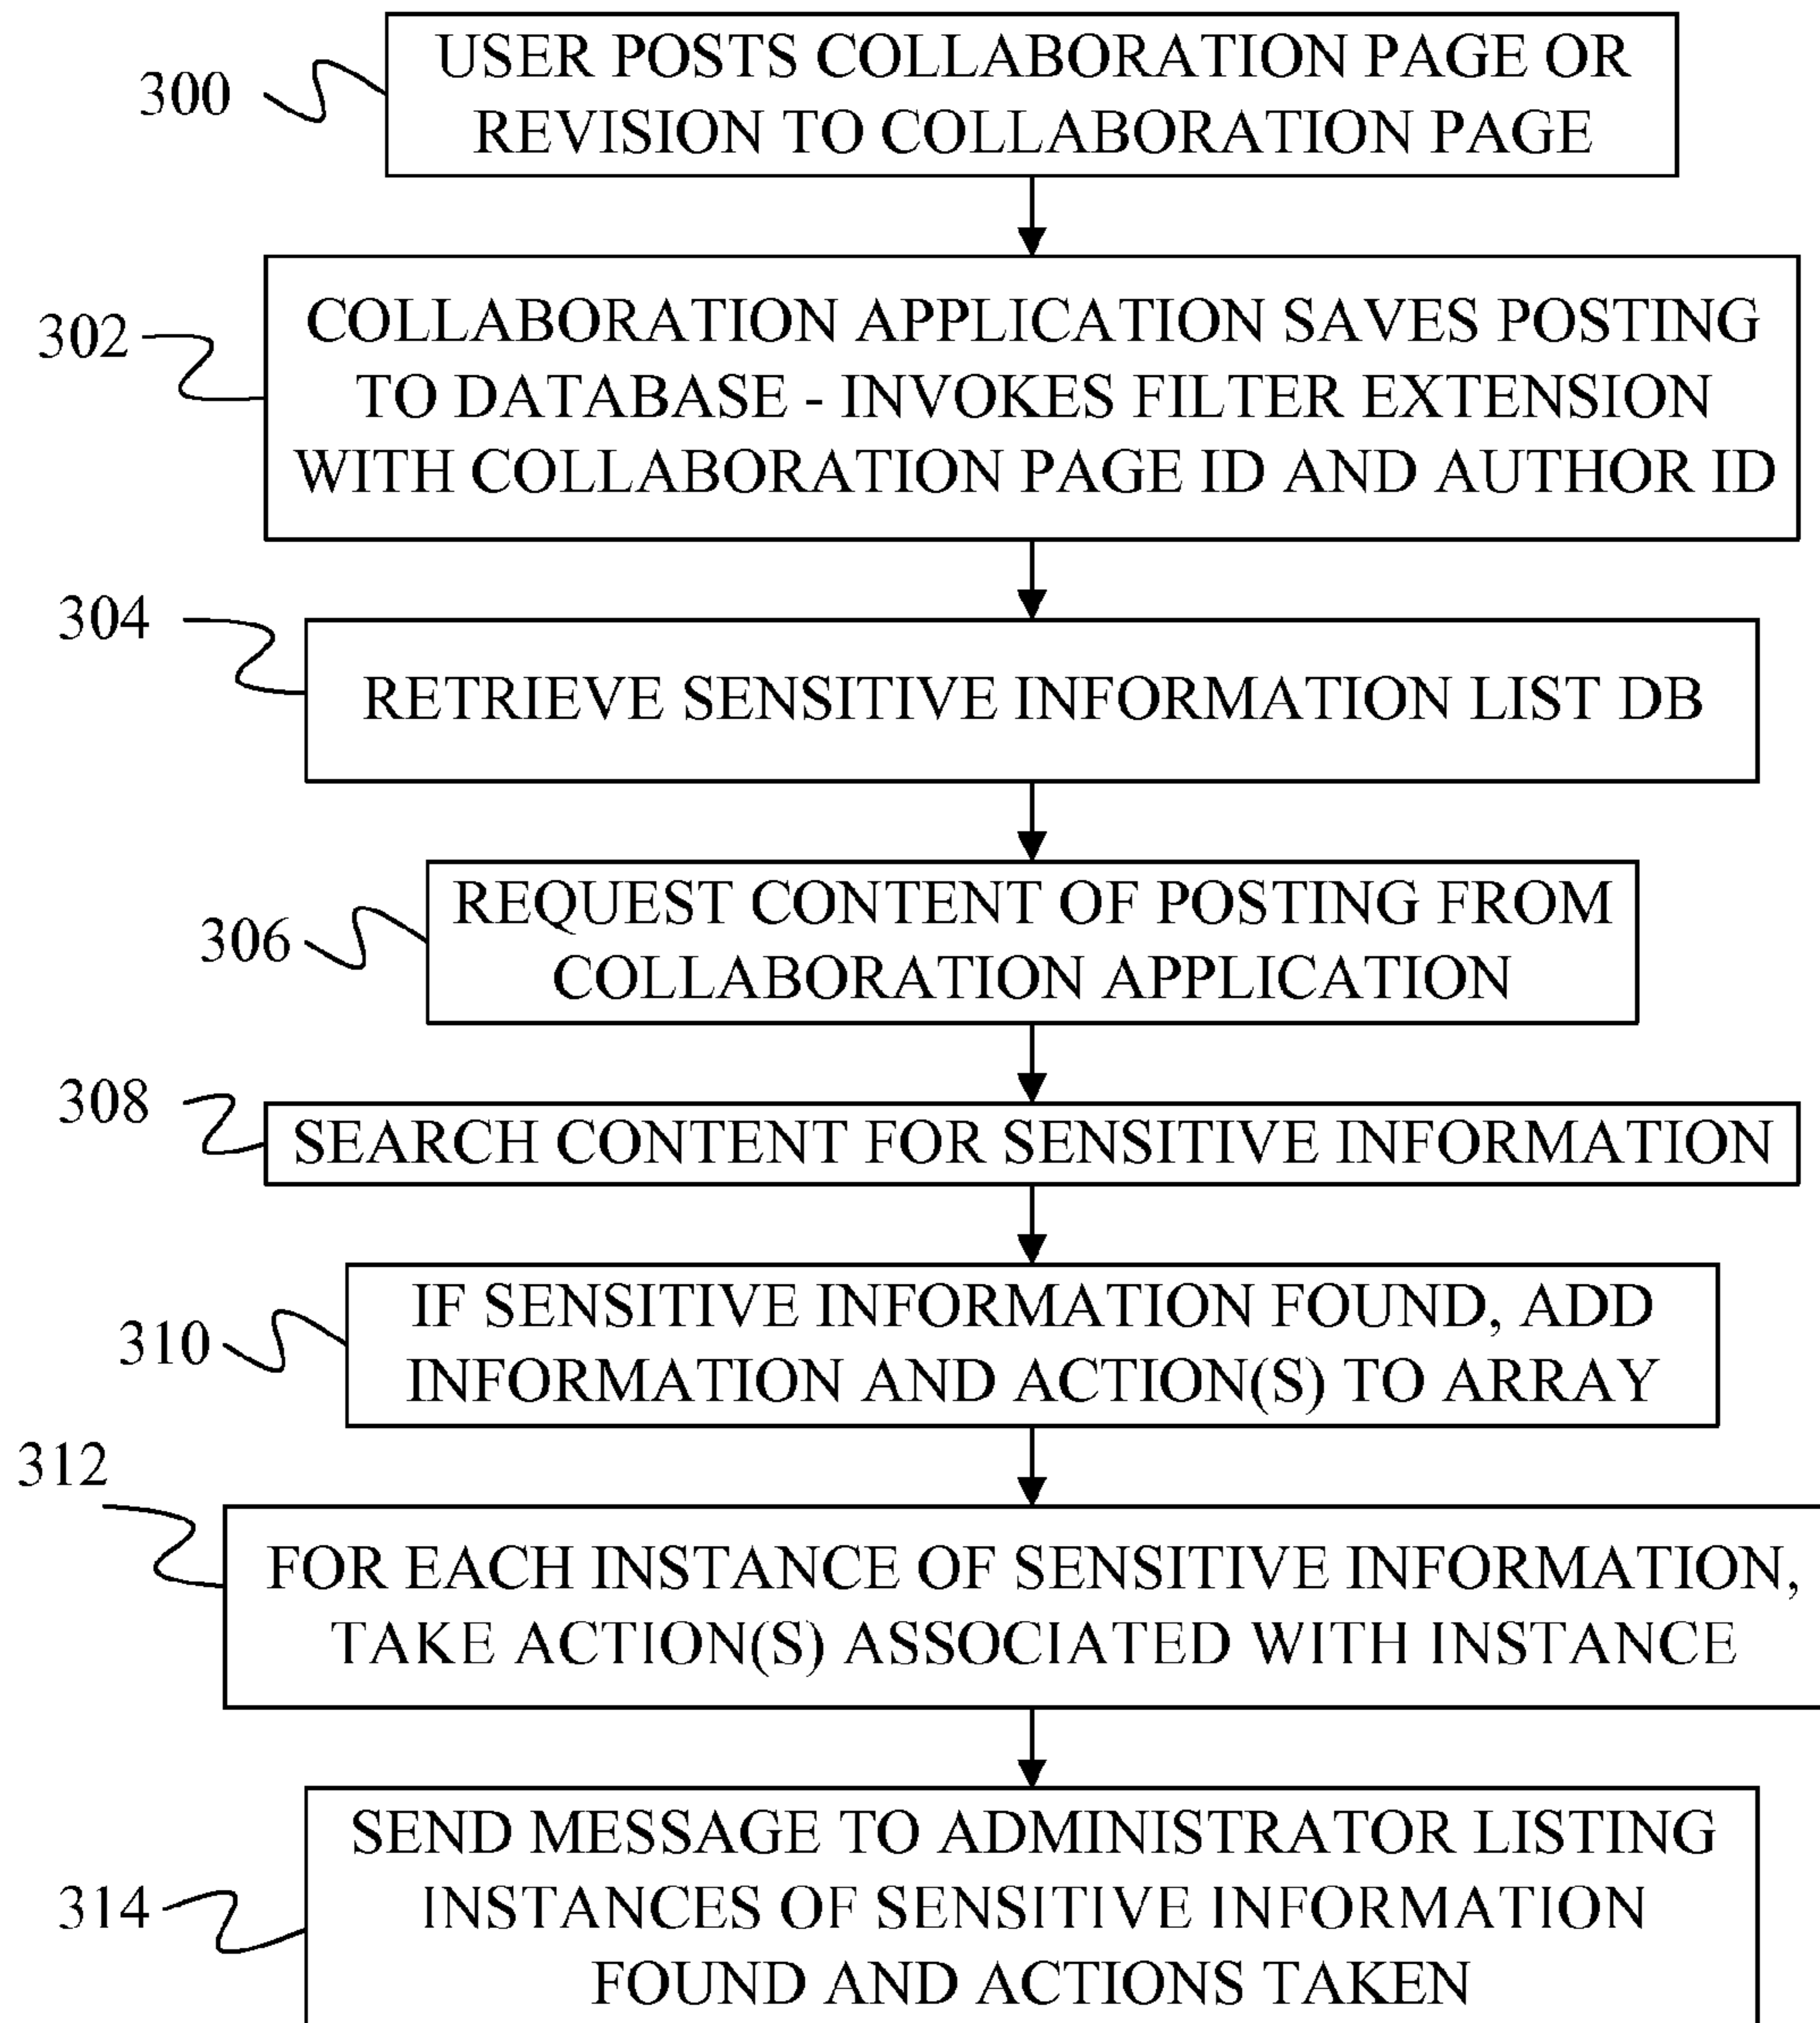 300
USER POSTS COLLABORATION PAGE OR
REVISION TO COLLABORATION PAGE
302
COLLABORATION APPLICATION SAVES POSTING
TO DATABASE - INVOKES FILTER EXTENSION
WITH COLLABORATION PAGE ID AND AUTHOR ID
304
RETRIEVE SENSITIVE INFORMATION LIST DB
306
REQUEST CONTENT OF POSTING FROM
COLLABORATION APPLICATION
308
SEARCH CONTENT FOR SENSITIVE INFORMATION
310
IF SENSITIVE INFORMATION FOUND, ADD
INFORMATION AND ACTION(S) TO ARRAY
312
FOR EACH INSTANCE OF SENSITIVE INFORMATION,
TAKE ACTION(S) ASSOCIATED WITH INSTANCE
314
SEND MESSAGE TO ADMINISTRATOR LISTING
INSTANCES OF SENSITIVE INFORMATION
FOUND AND ACTIONS TAKEN